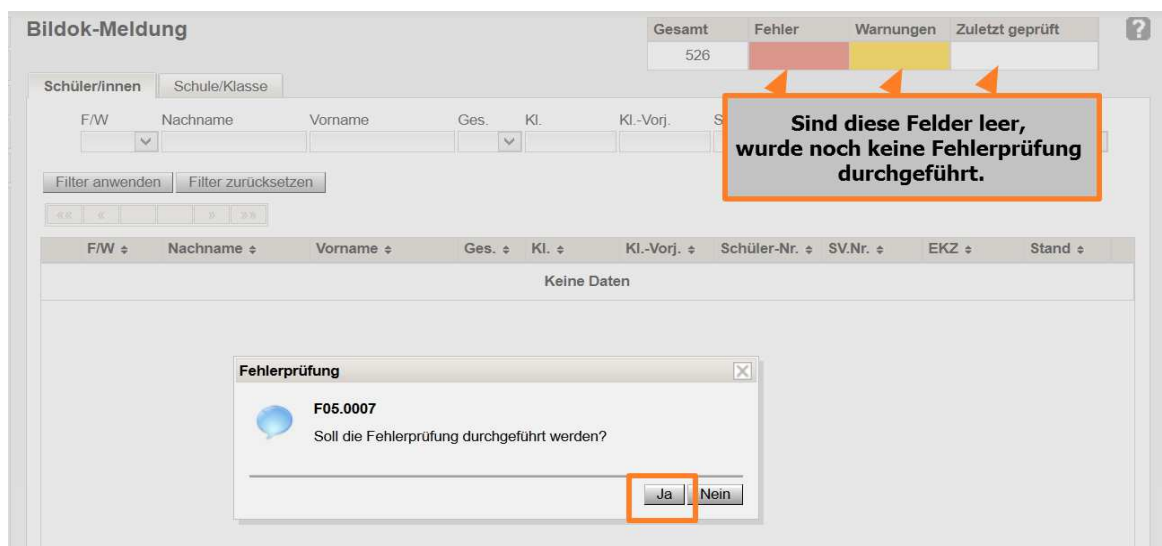 Bildok-Meldung
Gesamt Fehler Warnungen Zuletzt geprüft
?
526
Schüler/innen Schule/Klasse
F/W Nachname Vorname Ges. Kl. Kl.-Vorj. S
Sind diese Felder leer,
wurde noch keine Fehlerprüfung
durchgeführt.
Filter anwenden Filter zurücksetzen
«« « » »»
F/W Nachname Vorname Ges. Kl. Kl.-Vorj. Schüler-Nr. SV.Nr. EKZ Stand
Keine Daten
Fehlerprüfung
F05.0007
Soll die Fehlerprüfung durchgeführt werden?
Ja Nein